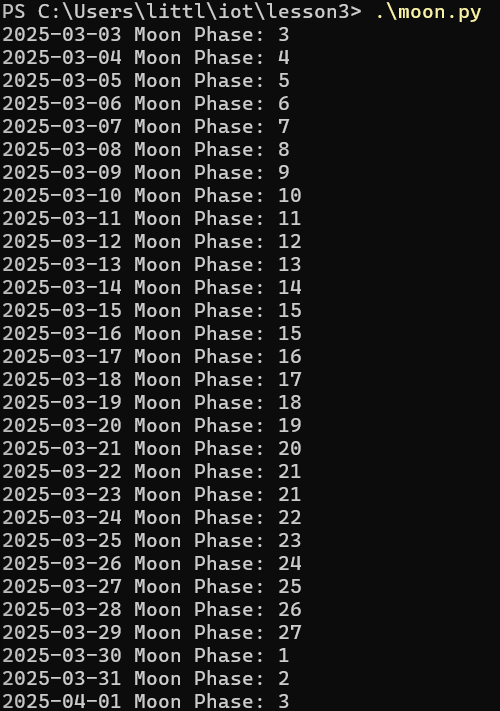 PS C:\Users\littl\iot\lesson3> .\moon.py
2025-03-03 Moon Phase: 3
2025-03-04 Moon Phase: 4
2025-03-05 Moon Phase: 5
2025-03-06 Moon Phase: 6
2025-03-07 Moon Phase: 7
2025-03-08 Moon Phase: 8
2025-03-09 Moon Phase: 9
2025-03-10 Moon Phase: 10
2025-03-11 Moon Phase: 11
2025-03-12 Moon Phase: 12
2025-03-13 Moon Phase: 13
2025-03-14 Moon Phase: 14
2025-03-15 Moon Phase: 15
2025-03-16 Moon Phase: 15
2025-03-17 Moon Phase: 16
2025-03-18 Moon Phase: 17
2025-03-19 Moon Phase: 18
2025-03-20 Moon Phase: 19
2025-03-21 Moon Phase: 20
2025-03-22 Moon Phase: 21
2025-03-23 Moon Phase: 21
2025-03-24 Moon Phase: 22
2025-03-25 Moon Phase: 23
2025-03-26 Moon Phase: 24
2025-03-27 Moon Phase: 25
2025-03-28 Moon Phase: 26
2025-03-29 Moon Phase: 27
2025-03-30 Moon Phase: 1
2025-03-31 Moon Phase: 2
2025-04-01 Moon Phase: 3